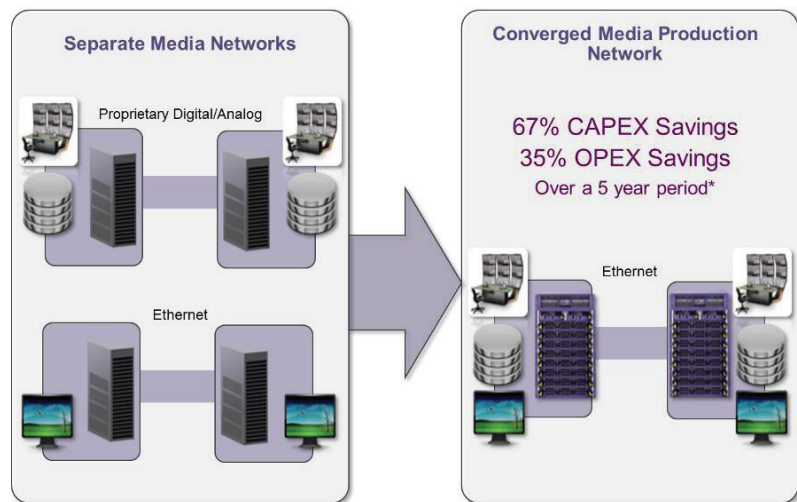 Separate Media Networks
Proprietary Digital/Analog
Ethernet
Converged Media Production
Network
67% CAPEX Savings
35% OPEX Savings
Over a 5 year period*
Ethernet